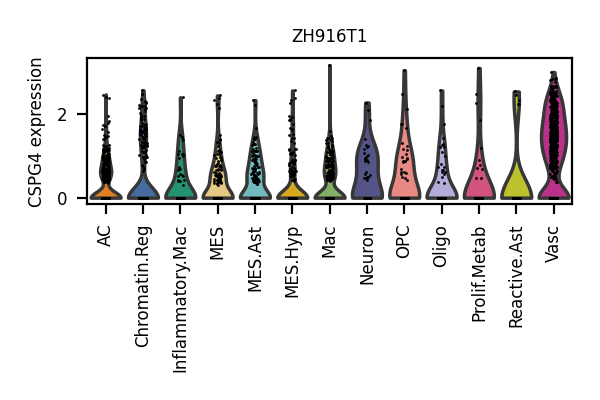 ZH916T1
CSPG4 expression
2
0
AC
Chromatin.Reg
Inflammatory.Mac
MES
MES.Ast
MES.Hyp
Mac
Neuron
OPC
Oligo
Prolif.Metab
Reactive.Ast
Vasc